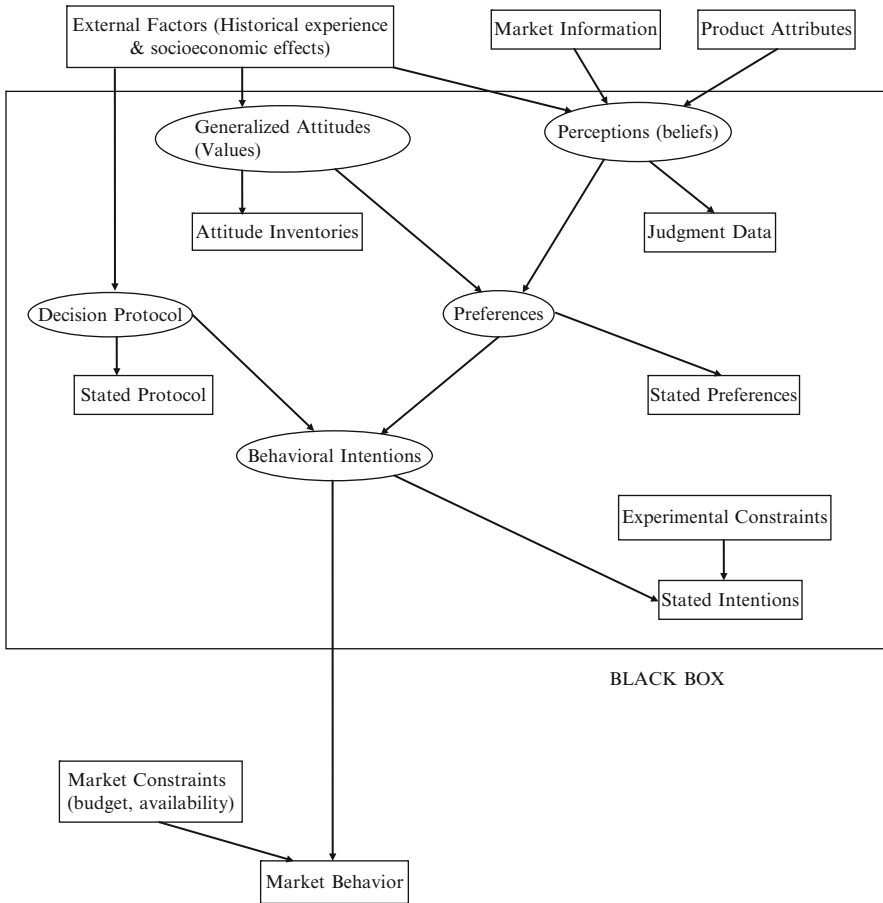 External Factors (Historical experience
& socioeconomic effects)
Market Information
Product Attributes
Generalized Attitudes
(Values)
Perceptions (beliefs)
Attitude Inventories
Judgment Data
Decision Protocol
Preferences
Stated Protocol
Stated Preferences
Behavioral Intentions
Experimental Constraints
Stated Intentions
BLACK BOX
Market Constraints
(budget, availability)
Market Behavior